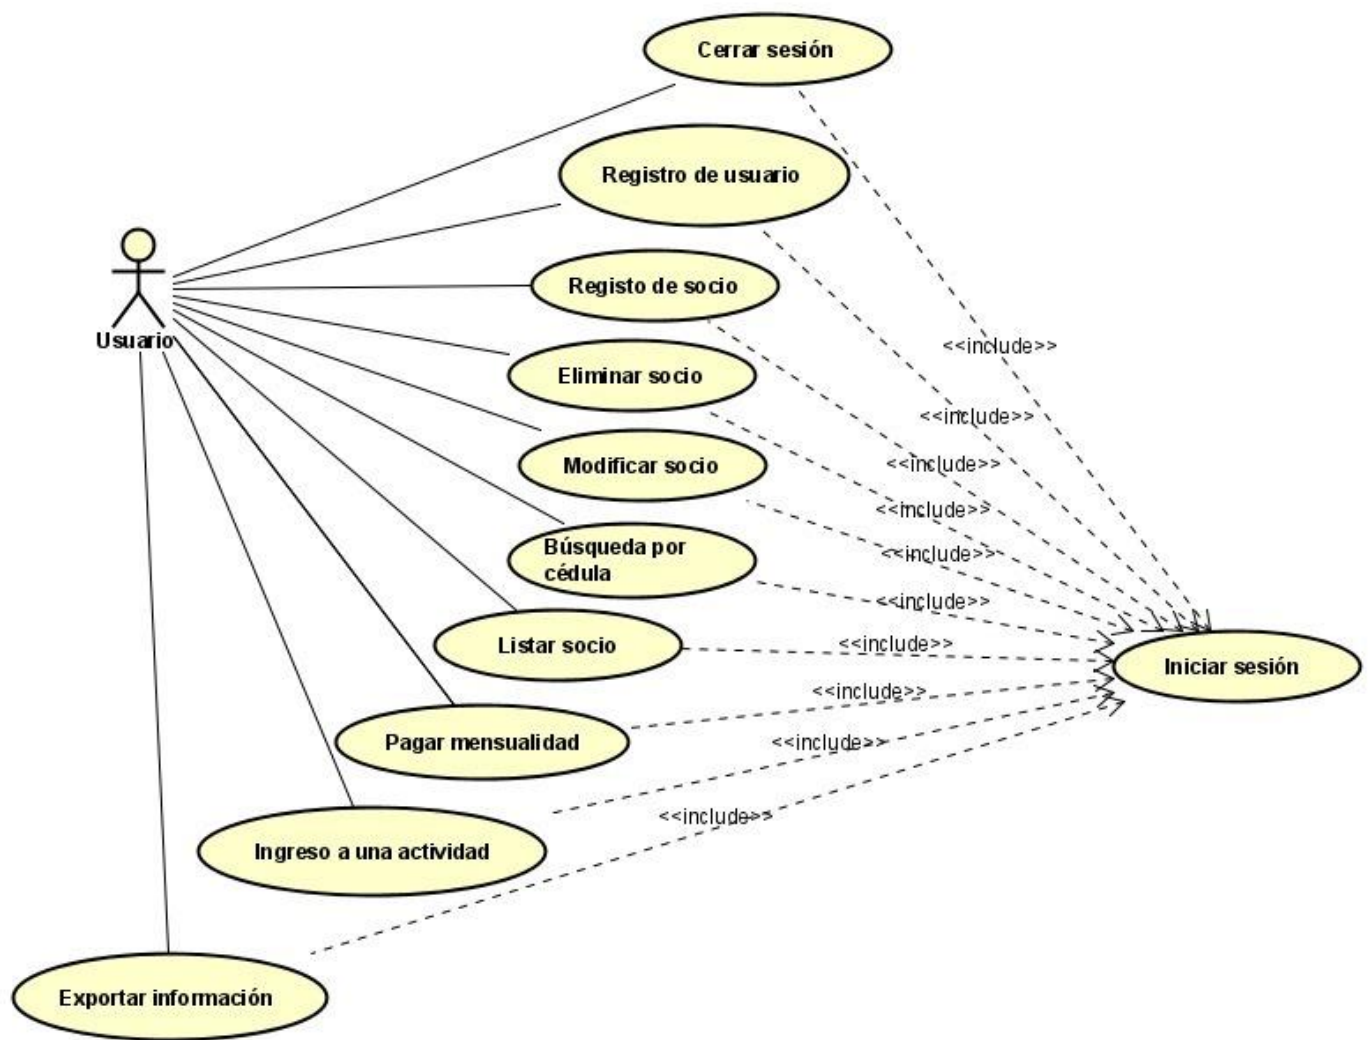 Cerrar sesión
Registro de usuario
Usuario
Registo de socio
<<include>>
Eliminar socio
<<include>>
Modificar socio
<<include>>
<<include>>
Búsqueda por
cédula
<<include>>
<<include>>
Listar socio
<<include>>
Iniciar sesión
<<include>>
Pagar mensualidad
<<include>>
<<include>>
Ingreso a una actividad
Exportar información